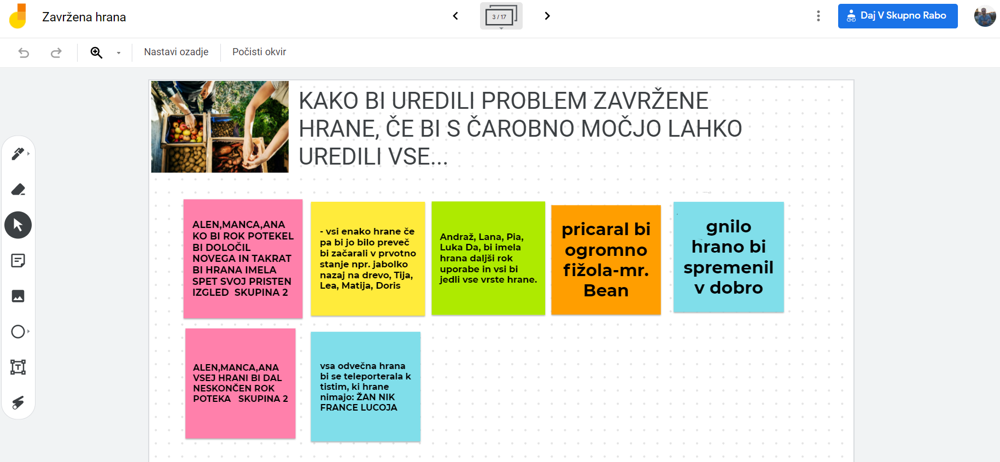 Zavržena hrana
3 / 17
Daj V Skupno Rabo
Nastavi ozadje
Počisti okvir
KAKO BI UREDILI PROBLEM ZAVRŽENE
HRANE, ČE BI S ČAROBNO MOČJO LAHKO
UREDILI VSE...
ALEN,MANCA,ANA
KO BI ROK POTEKEL
BI DOLOČIL
NOVEGA IN TAKRAT
BI HRANA IMELA
SPET SVOJ PRISTEN
IZGLED  SKUPINA 2
- vsi enako hrane če
pa bi jo bilo preveč
bi začarali v prvotno
stanje npr. jabolko
nazaj na drevo, Tija,
Lea, Matija, Doris
Andraž, Lana, Pia,
Luka Da, bi imela
hrana daljši rok
uporabe in vsi bi
jedli vse vrste hrane.
pricaral bi
ogromno
fižola-mr.
Bean
gnilo
hrano bi
spremenil
v dobro
ALEN,MANCA,ANA
VSEJ HRANI BI DAL
NESKONČEN ROK
POTEKA   SKUPINA 2
vsa odvečna hrana
bi se teleporterala k
tistim, ki hrane
nimajo: ŽAN NIK
FRANCE LUCOJA